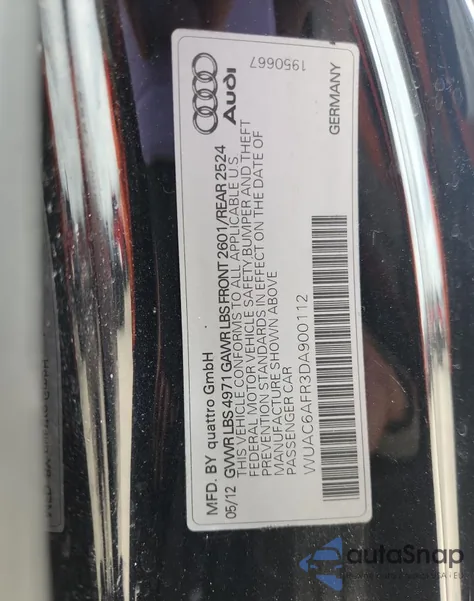 Audi
1950667
MFD. BY quattro GmbH
05/12 GVWR LBS 4971 GAWR LBS FRONT 2601/REAR 2524
THIS VEHICLE CONFORMS TO ALL APPLICABLE U.S.
FEDERAL MOTOR VEHICLE SAFETY,BUMPER AND THEFT
PREVENTION STANDARDS IN EFFECT ON THE DATE OF
MANUFACTURE SHOWN ABOVE
PASSENGER CAR
GERMANY
WUAC6AFR3DA900112
autoSnap